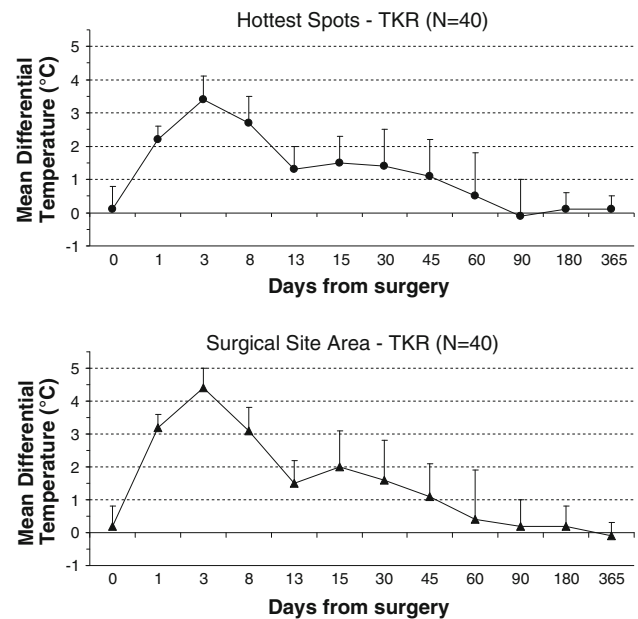 Hottest Spots - TKR (N=40)
Mean Differential
Temperature (°C)
5
4
3
2
1
0
-1
0 1 3 8 13 15 30 45 60 90 180 365
Days from surgery
Surgical Site Area - TKR (N=40)
Mean Differential
Temperature (°C)
5
4
3
2
1
0
-1
0 1 3 8 13 15 30 45 60 90 180 365
Days from surgery